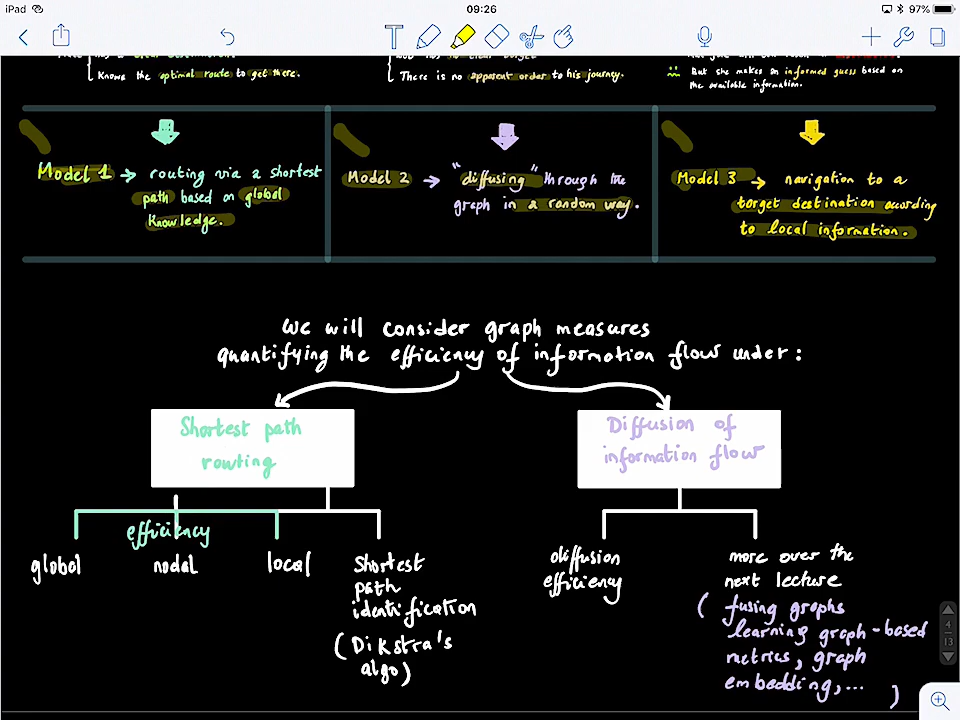 iPad
09:26
97%
Knows the optimal route to get there.
There is no apparent order to his journey.
But she makes an informed guess based on
the available information.
Model 1 → routing via a shortest
path based on global
knowledge.
Model 2 → "diffusing" through the
graph in a random way.
Model 3 → navigation to a
target destination according
to local information.
We will consider graph measures
quantifying the efficiency of information flow under:
Shortest path
routing
efficiency
global
nodal
local
Shortest
path
identification
(Dikstra's
algo)
Diffusion of
information flow
diffusion
efficiency
more over the
next lecture
( fusing graphs
learning graph-based
metrics, graph
embedding, ... )
4
13